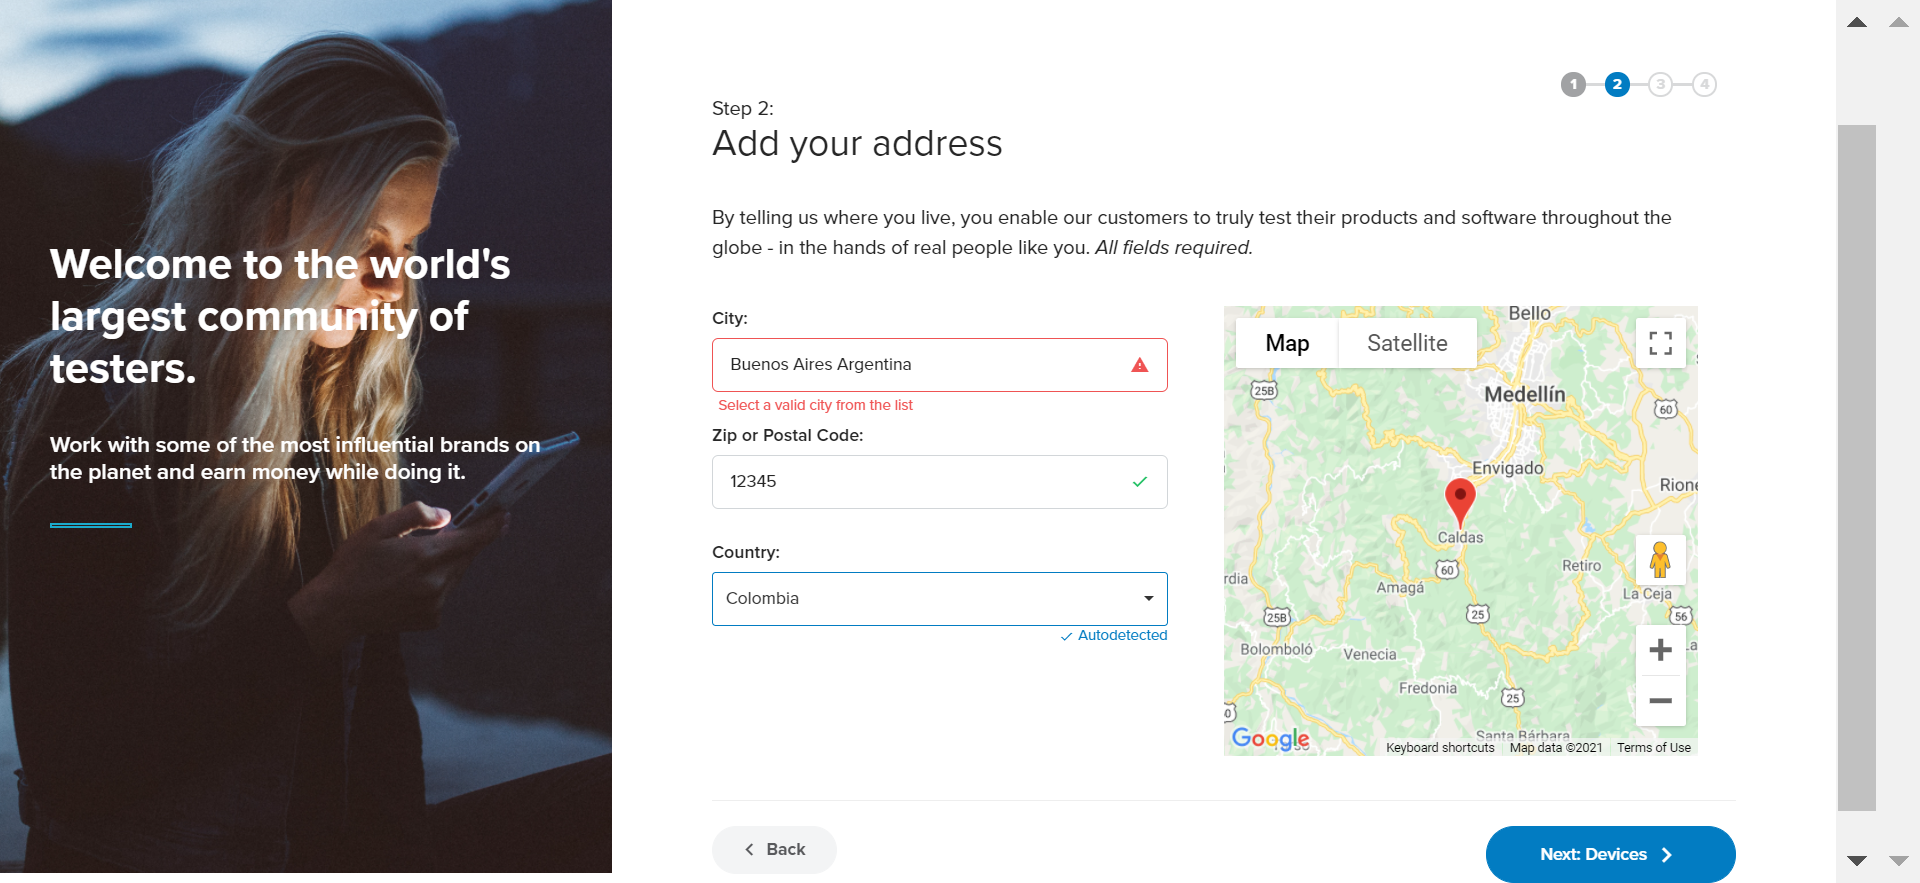 Welcome to the world's
largest community of
testers.
Work with some of the most influential brands on
the planet and earn money while doing it.
1 2 3 4
Step 2:
Add your address
By telling us where you live, you enable our customers to truly test their products and software throughout the
globe - in the hands of real people like you. All fields required.
City:
Buenos Aires Argentina
Select a valid city from the list
Zip or Postal Code:
12345
Country:
Colombia
Autodetected
Map
Satellite
Bello
25B
Medellín
60
Envigado
Rione
Caldas
60
Retiro
rdia
Amagá
La Ceja
25B
25
56
Bolomboló
Venecia
La
Fredonia
25
Santa Bárbara
Google
Keyboard shortcuts
Map data ©2021
Terms of Use
Back
Next: Devices